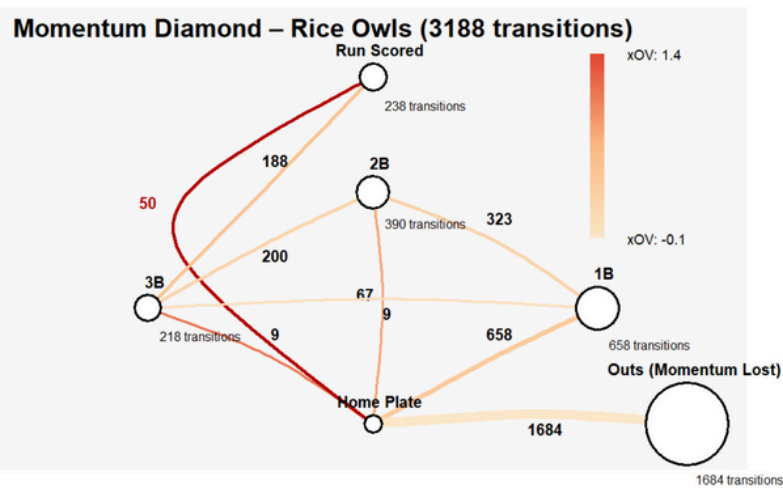 Momentum Diamond – Rice Owls (3188 transitions)
Run Scored
xOV: 1.4
238 transitions
188
2B
50
390 transitions
323
200
xOV: -0.1
3B
1B
67
9
218 transitions
9
658
658 transitions
Outs (Momentum Lost)
Home Plate
1684
1684 transitions